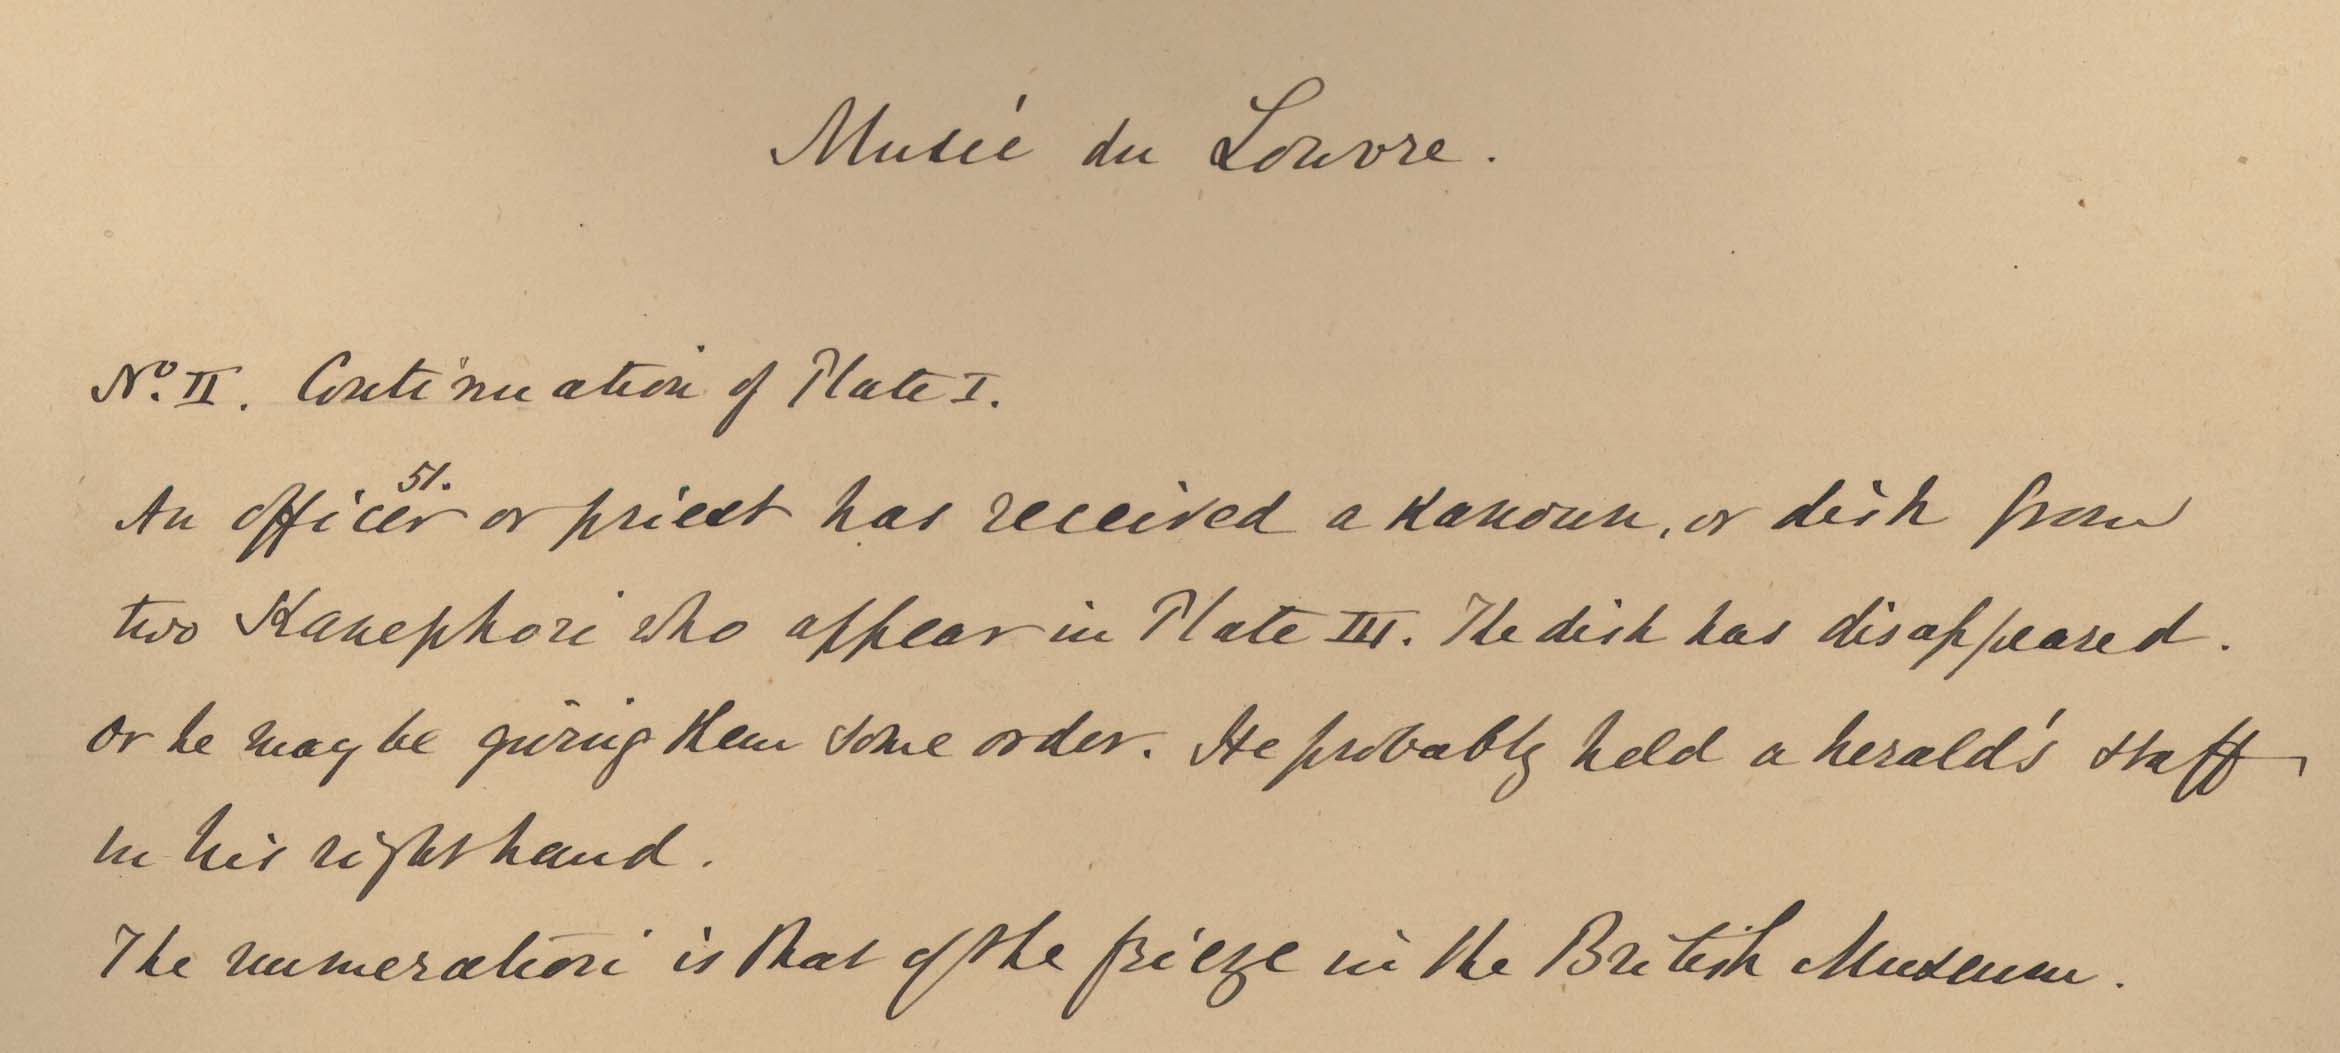 Musée du Louvre.
No. II. Continuation of Plate I.
51.
An officer or priest has received a Kanoun, or dish from
two Kanephori who appear in Plate III. The dish has disappeared.
or he may be giving them some order. He probably held a herald's staff
in his right hand.
The numeration is that of the frieze in the British Museum.